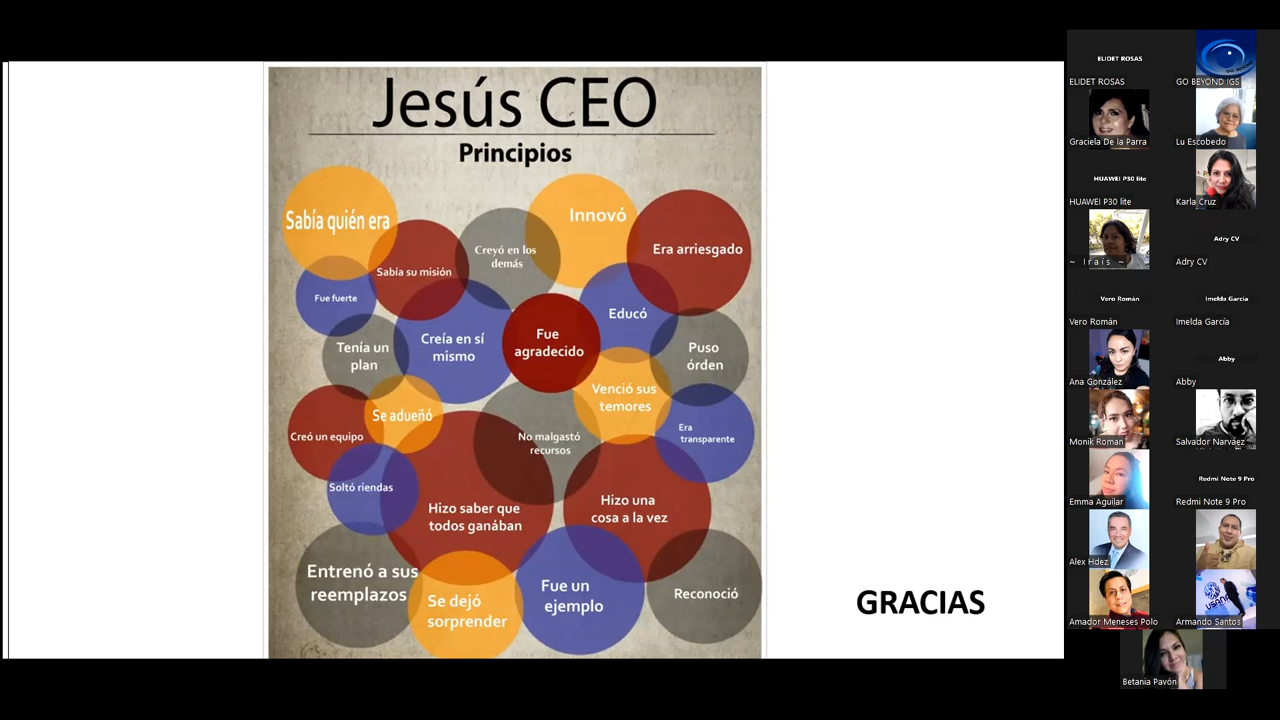 Jesús CEO
Principios
Sabía quién era
Sabía su misión
Creyó en los
demás
Innovó
Era arriesgado
Fue fuerte
Tenía un
plan
Creía en sí
mismo
Fue
agradecido
Educó
Puso
órden
Venció sus
temores
Se adueñó
Creó un equipo
No malgastó
recursos
Era
transparente
Soltó riendas
Hizo saber que
todos ganában
Hizo una
cosa a la vez
Entrenó a sus
reemplazos
Se dejó
sorprender
Fue un
ejemplo
Reconoció
GRACIAS
ELIDET ROSAS
ELIDET ROSAS
GO BEYOND IGS
Graciela De la Parra
Lu Escobedo
HUAWEI P30 lite
HUAWEI P30 lite
Karla Cruz
~ I r a i s ~
Adry CV
Adry CV
Vero Román
Vero Román
Imelda García
Imelda García
Ana González
Abby
Abby
Monik Roman
Salvador Narváez
Emma Aguilar
Redmi Note 9 Pro
Redmi Note 9 Pro
Alex Hdez
Amador Meneses Polo
USANA
Armando Santos
Betania Pavón